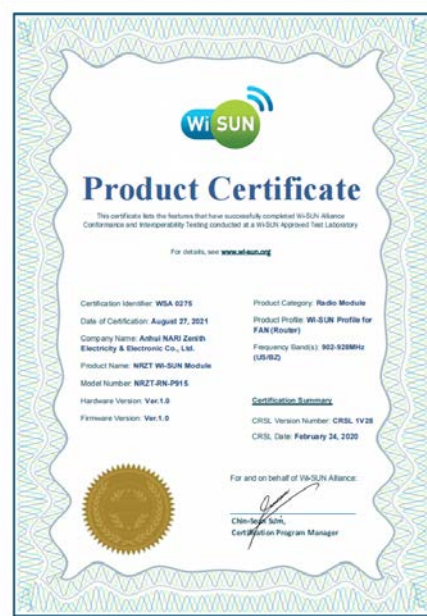 Wi SUN
Product Certificate
This certificate lists the features that have successfully completed Wi-SUN Alliance
Conformance and Interoperability Testing conducted at a Wi-SUN Approved Test Laboratory
For details, see www.wi-sun.org
Certification Identifier: WSA 0275
Date of Certification: August 27, 2021
Company Name: Anhui NARI Zenith
Electricity & Electronic Co., Ltd.
Product Name: NRZT Wi-SUN Module
Model Number: NRZT-RN-P915
Hardware Version: Ver.1.0
Firmware Version: Ver.1.0
Product Category: Radio Module
Product Profile: Wi-SUN Profile for
FAN (Router)
Frequency Band(s): 902-928MHz
(US/BZ)
Certification Summary
CRSL Version Number: CRSL 1V28
CRSL Date: February 24, 2020
For and on behalf of Wi-SUN Alliance:
Chin-Sean Sum,
Certification Program Manager